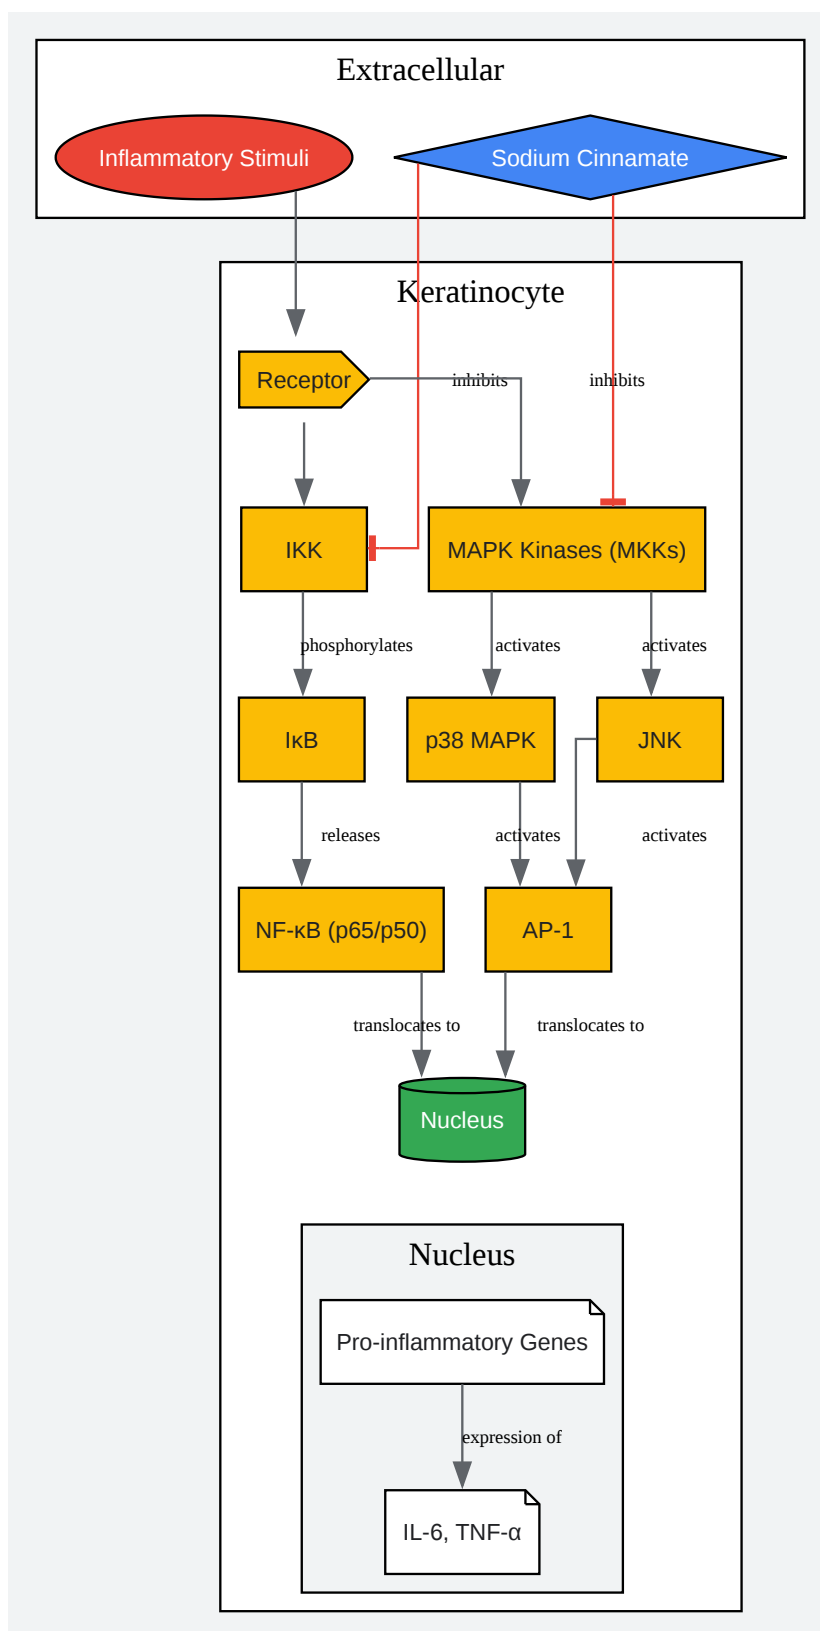 Extracellular
Inflammatory Stimuli
Sodium Cinnamate
Keratinocyte
Receptor
inhibits
inhibits
IKK
MAPK Kinases (MKKs)
phosphorylates
activates
activates
IκB
p38 MAPK
JNK
releases
activates
activates
NF-κB (p65/p50)
AP-1
translocates to
translocates to
Nucleus
Nucleus
Pro-inflammatory Genes
expression of
IL-6, TNF-α